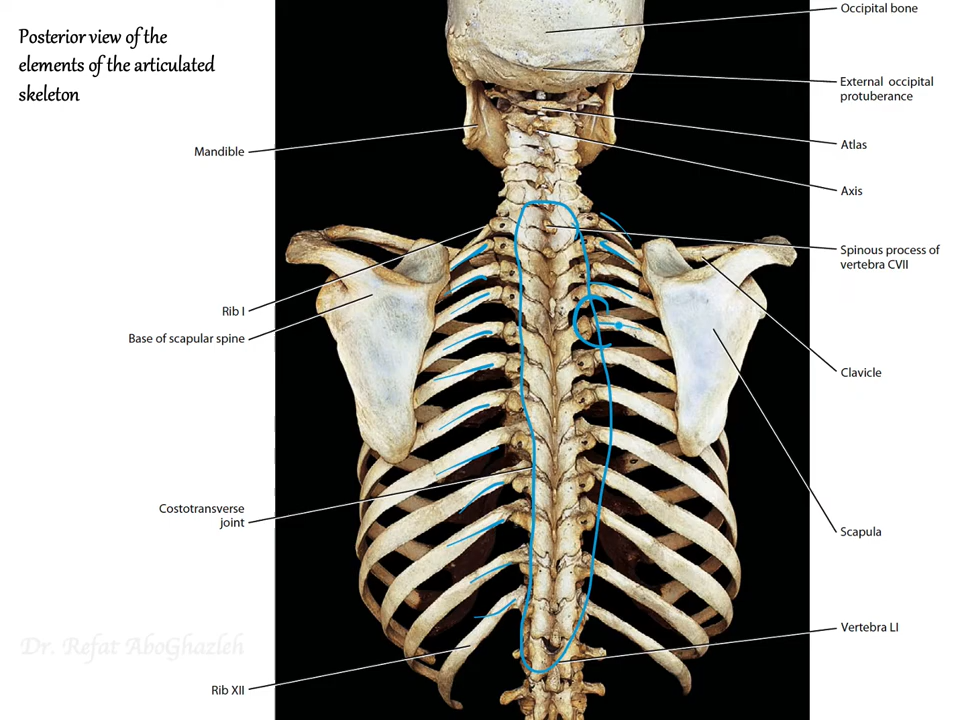 Posterior view of the
elements of the articulated
skeleton
Occipital bone
External occipital
protuberance
Atlas
Mandible
Axis
Spinous process of
vertebra CVII
Rib I
Base of scapular spine
Clavicle
Costotransverse
joint
Scapula
Vertebra LI
Dr. Refat AboGhazleh
Rib XII